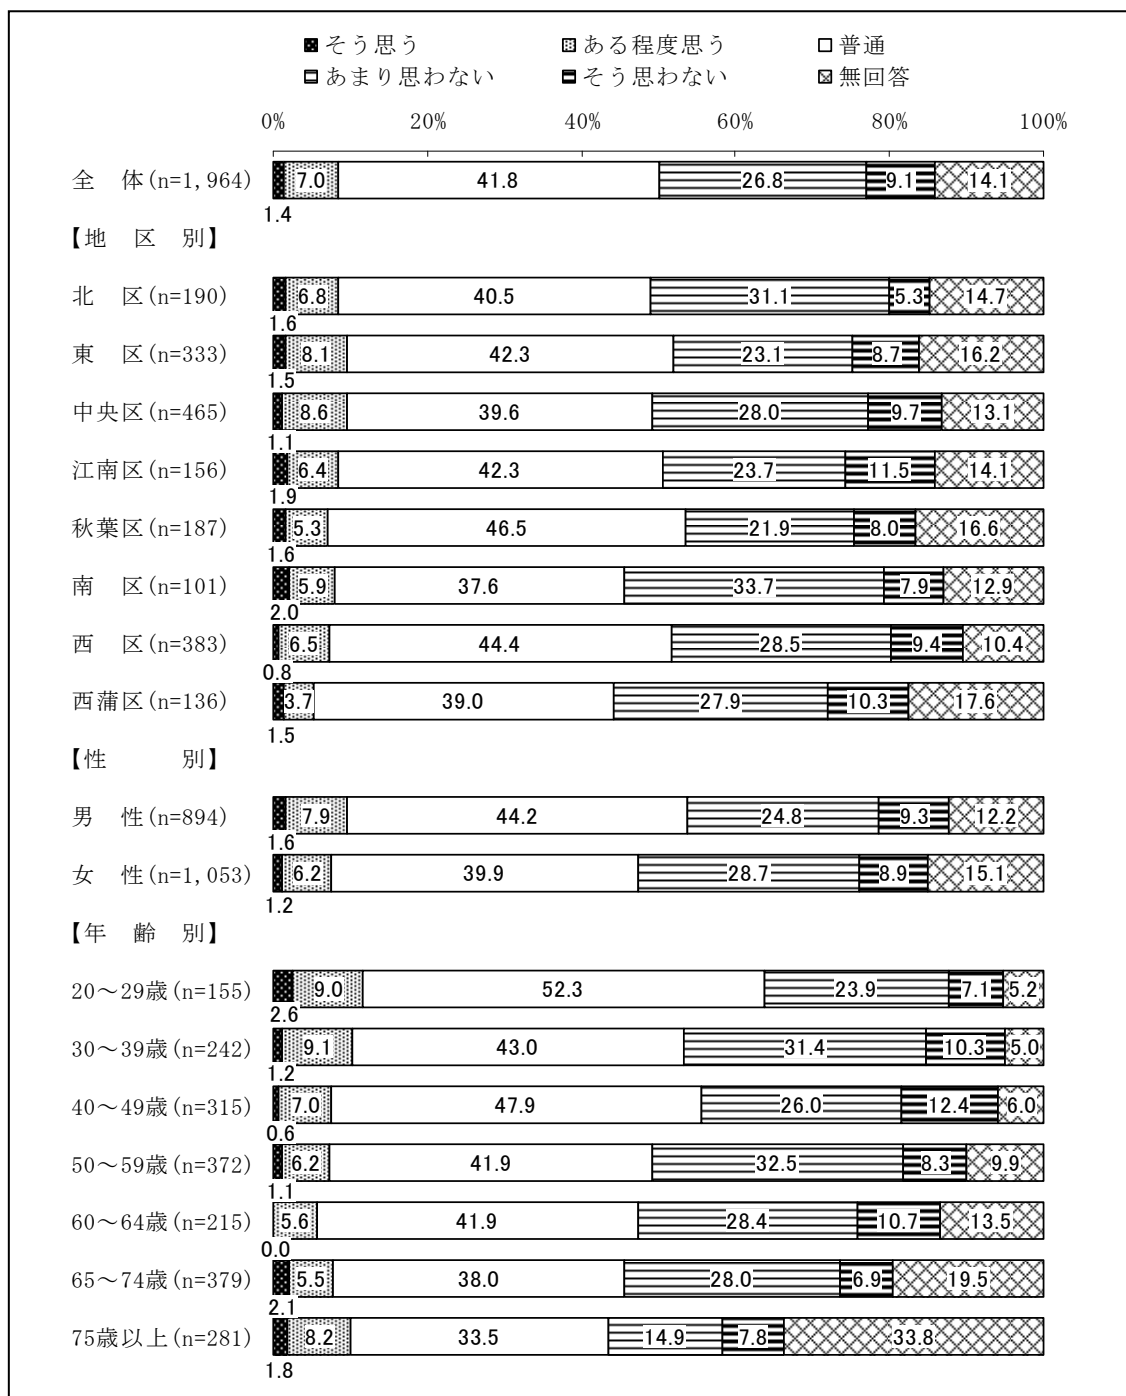 そう思う ある程度思う 普通
あまり思わない そう思わない 無回答
0% 20% 40% 60% 80% 100%
全　体(n=1,964) 7.0 41.8 26.8 9.1 14.1
1.4
【地　区　別】
北　区(n=190) 6.8 40.5 31.1 5.3 14.7
1.6
東　区(n=333) 8.1 42.3 23.1 8.7 16.2
1.5
中央区(n=465) 8.6 39.6 28.0 9.7 13.1
1.1
江南区(n=156) 6.4 42.3 23.7 11.5 14.1
1.9
秋葉区(n=187) 5.3 46.5 21.9 8.0 16.6
1.6
南　区(n=101) 5.9 37.6 33.7 7.9 12.9
2.0
西　区(n=383) 6.5 44.4 28.5 9.4 10.4
0.8
西蒲区(n=136) 3.7 39.0 27.9 10.3 17.6
1.5
【性　　　別】
男　性(n=894) 7.9 44.2 24.8 9.3 12.2
1.6
女　性(n=1,053) 6.2 39.9 28.7 8.9 15.1
1.2
【年　齢　別】
20～29歳(n=155) 9.0 52.3 23.9 7.1 5.2
2.6
30～39歳(n=242) 9.1 43.0 31.4 10.3 5.0
1.2
40～49歳(n=315) 7.0 47.9 26.0 12.4 6.0
0.6
50～59歳(n=372) 6.2 41.9 32.5 8.3 9.9
1.1
60～64歳(n=215) 5.6 41.9 28.4 10.7 13.5
0.0
65～74歳(n=379) 5.5 38.0 28.0 6.9 19.5
2.1
75歳以上(n=281) 8.2 33.5 14.9 7.8 33.8
1.8